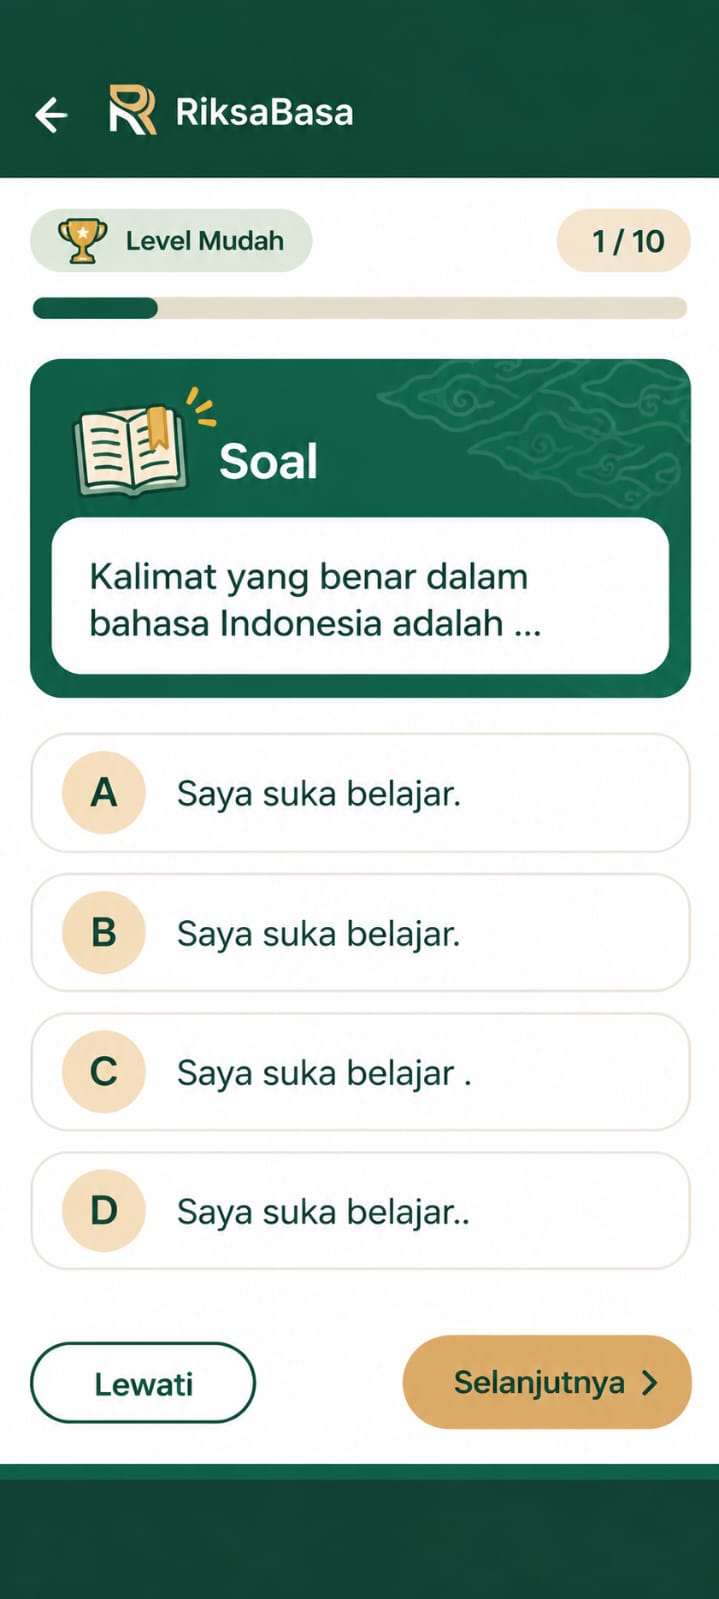 RiksaBasa
Level Mudah
1 / 10
Soal
Kalimat yang benar dalam
bahasa Indonesia adalah ...
A Saya suka belajar.
B Saya suka belajar.
C Saya suka belajar .
D Saya suka belajar..
Lewati
Selanjutnya >